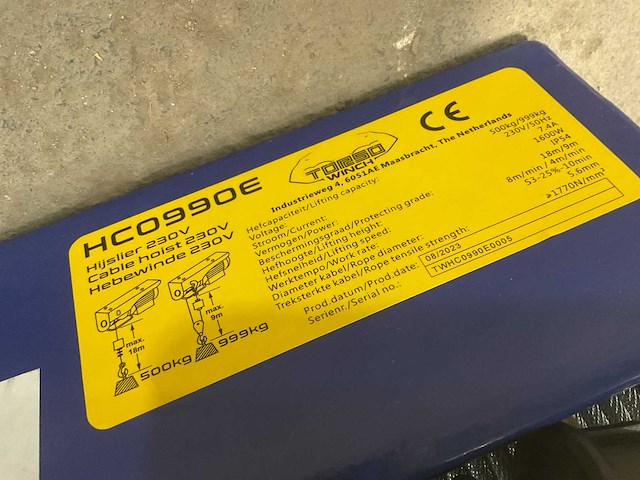 HC0990E
Hijslier 230V
Cable hoist 230V
Hebewinde 230V
max. 18m
500kg
max. 9m
999kg
TORSO
WINCH
CE
Industrieweg 4, 6051AE Maasbracht, The Netherlands
Hefcapaciteit/Lifting capacity: 500kg/999kg
Voltage: 230V/50Hz
Stroom/Current: 7.4A
Vermogen/Power: 1600W
Beschermingsgraad/Protecting grade: IP54
Hefhoogte/Lifting height: 18m/9m
Hefsnelheid/Lifting speed: 8m/min / 4m/min
Werktempo/Work rate: S3-25%-10min
Diameter kabel/Rope diameter: 5.6mm
Treksterkte kabel/Rope tensile strength: ≥1770N/mm²
Prod.datum/Prod.date: 08/2023
Serienr./Serial no.: TWHC0990E0005